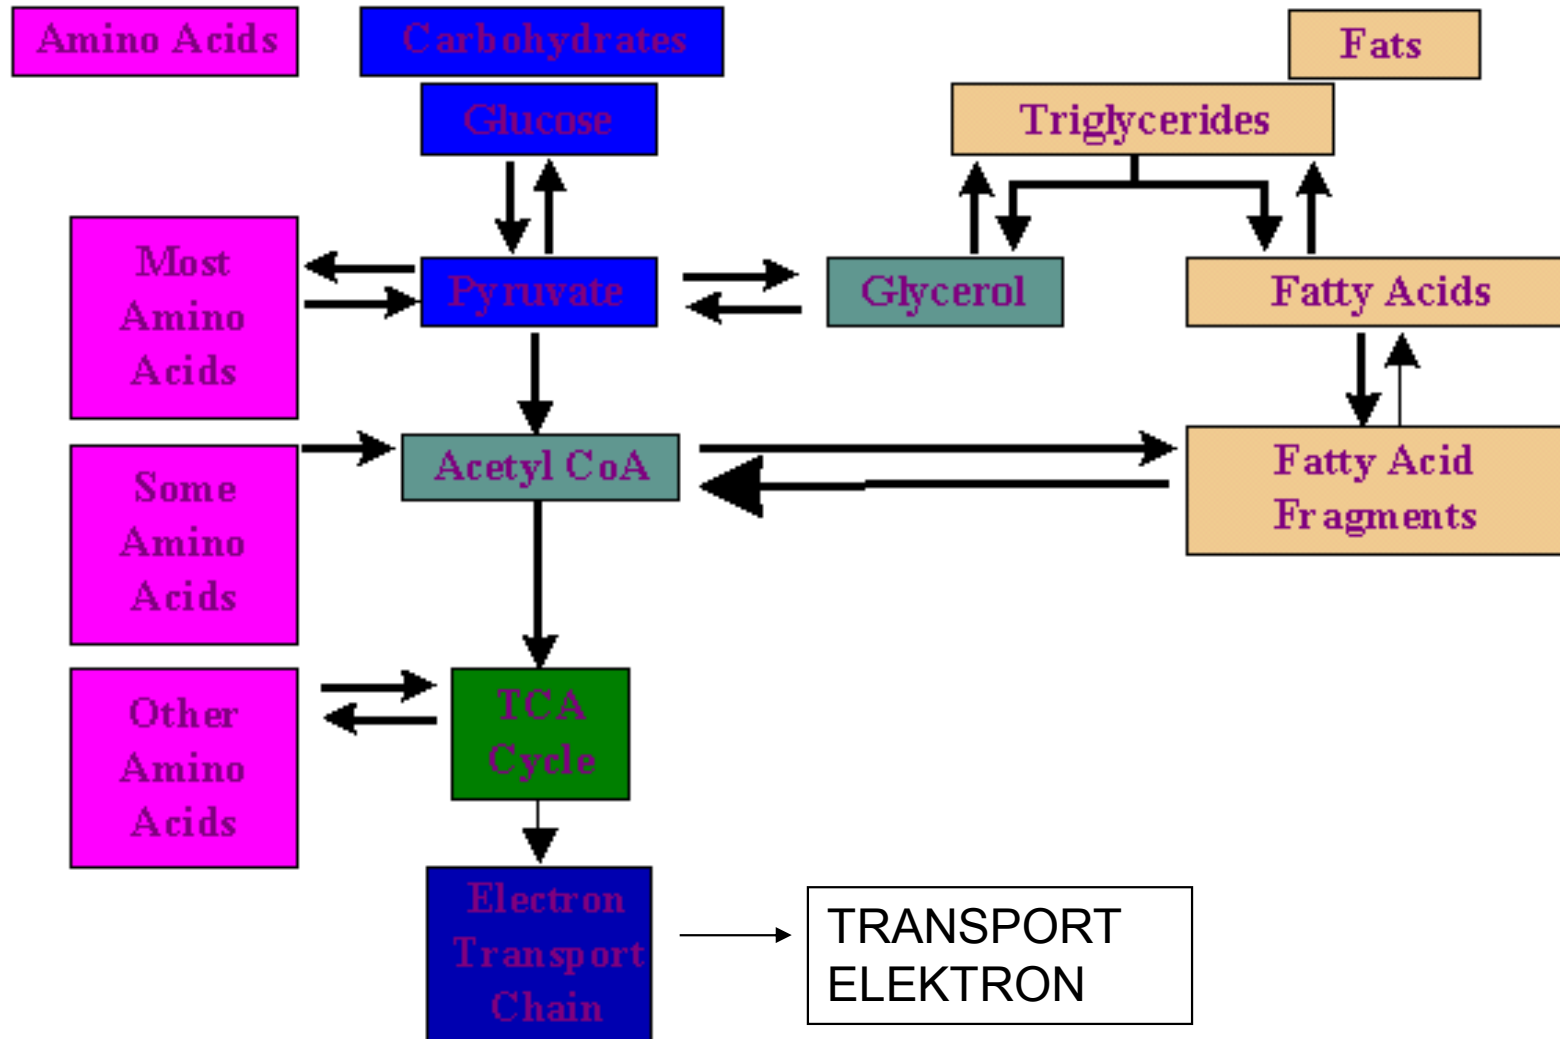 Amino Acids
Carbohydrates
Fats
Glucose
Triglycerides
Most
Amino
Acids
Pyruvate
Glycerol
Fatty Acids
Some
Amino
Acids
Acetyl CoA
Fatty Acid
Fragments
Other
Amino
Acids
TCA
Cycle
Electron
Transport
Chain
TRANSPORT
ELEKTRON